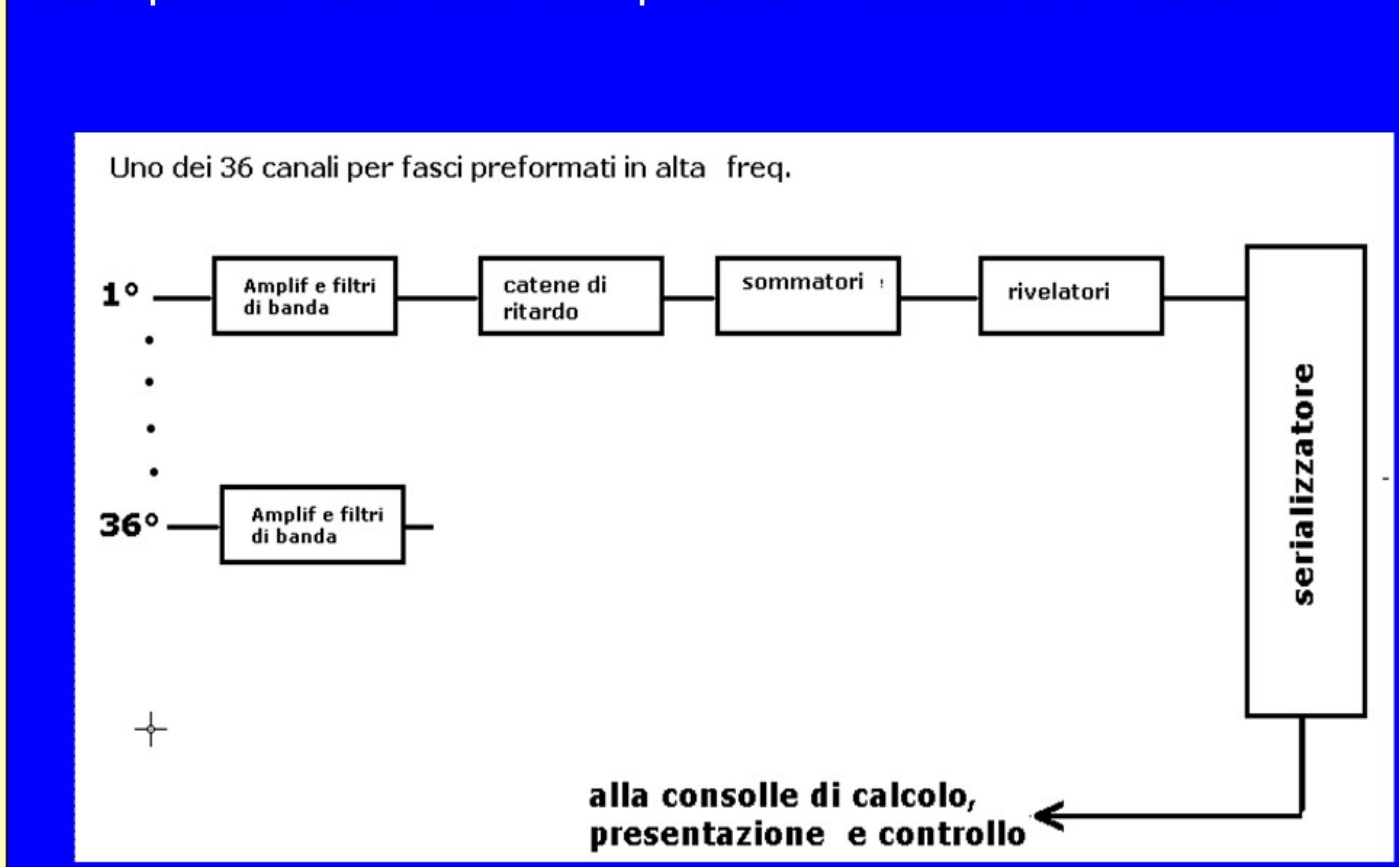 Uno dei 36 canali per fasci preformati in alta freq.
1°
Amplif e filtri
di banda
catene di
ritardo
sommatori
rivelatori
serializzatore
36°
Amplif e filtri
di banda
alla consolle di calcolo,
presentazione e controllo